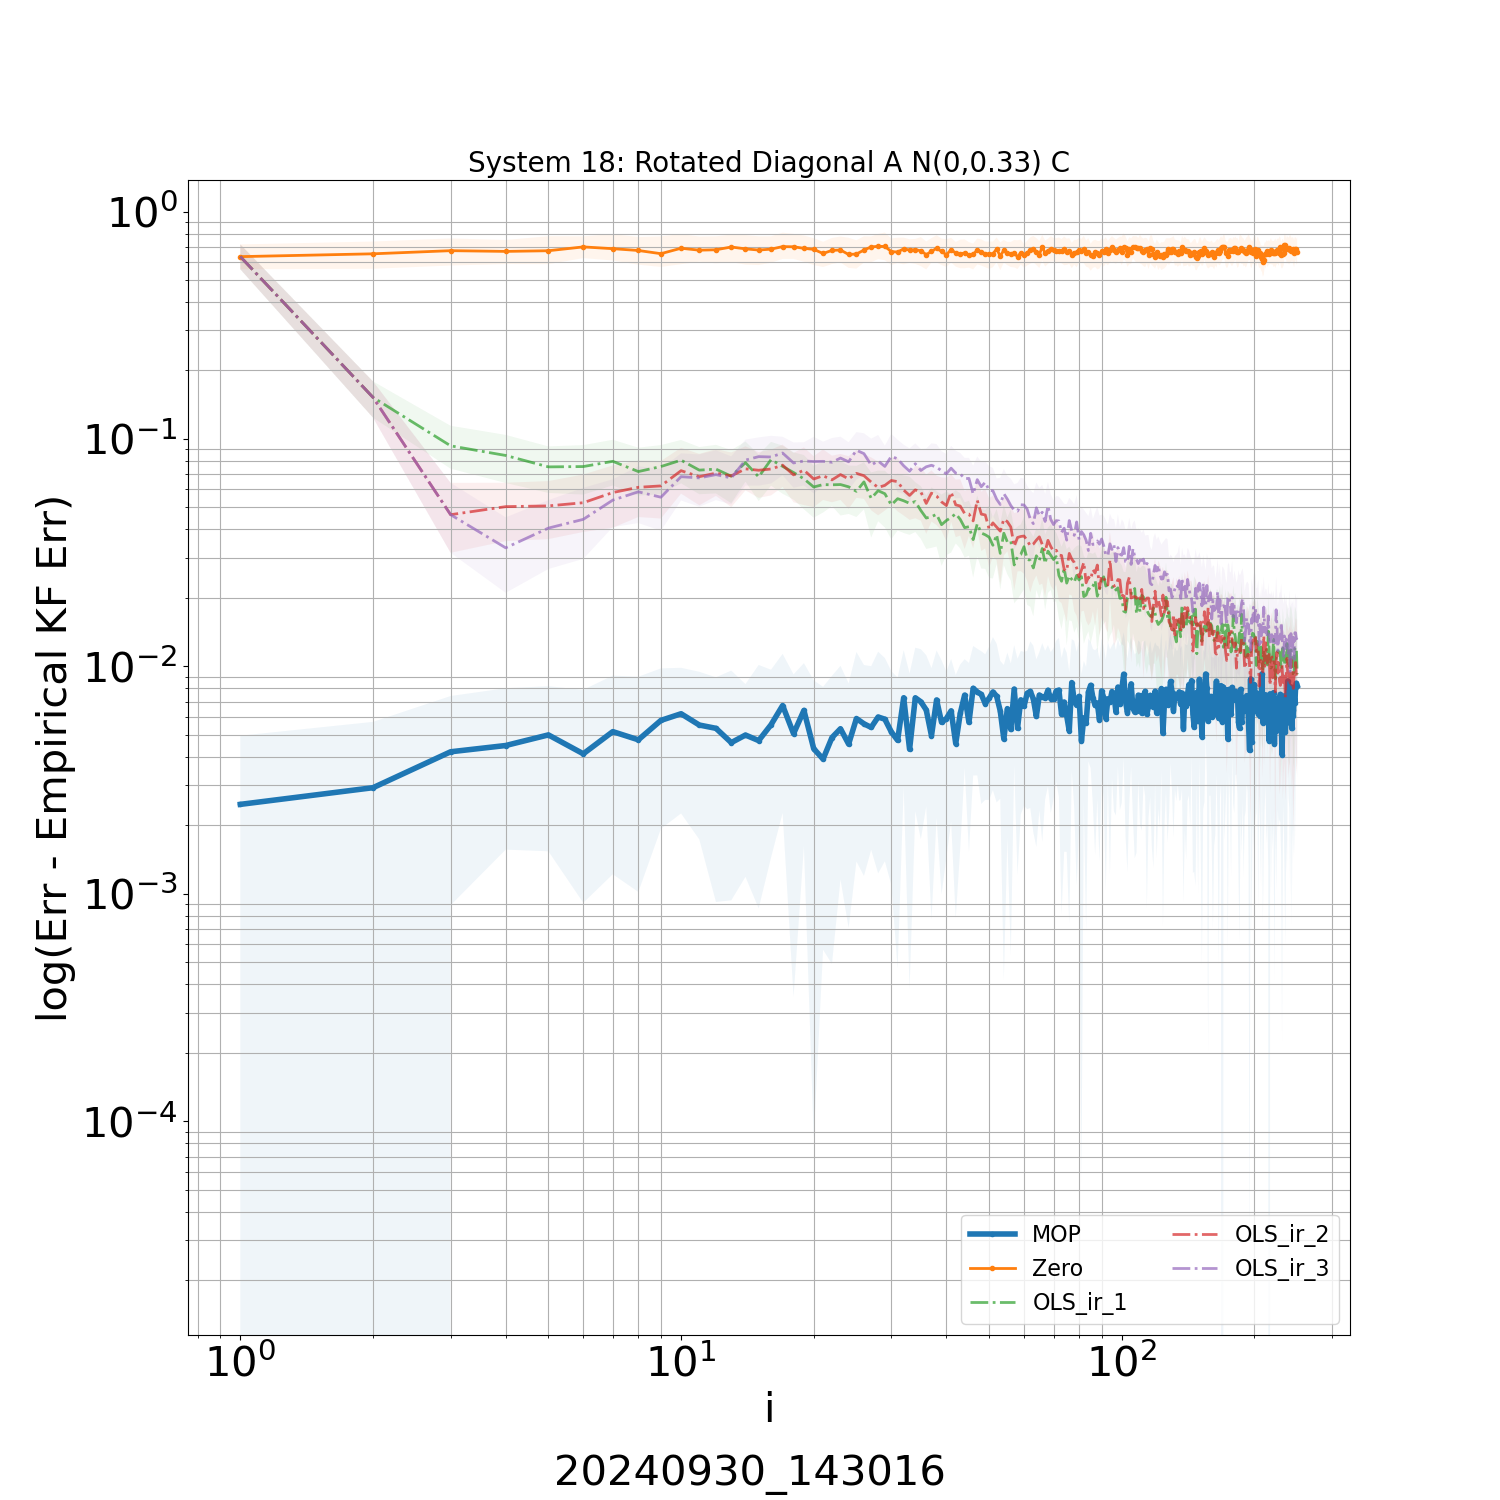 System 18: Rotated Diagonal A N(0,0.33) C
log(Err - Empirical KF Err)
10^0
10^-1
10^-2
10^-3
10^-4
10^0 10^1 10^2
i
20240930_143016
MOP
Zero
OLS_ir_1
OLS_ir_2
OLS_ir_3